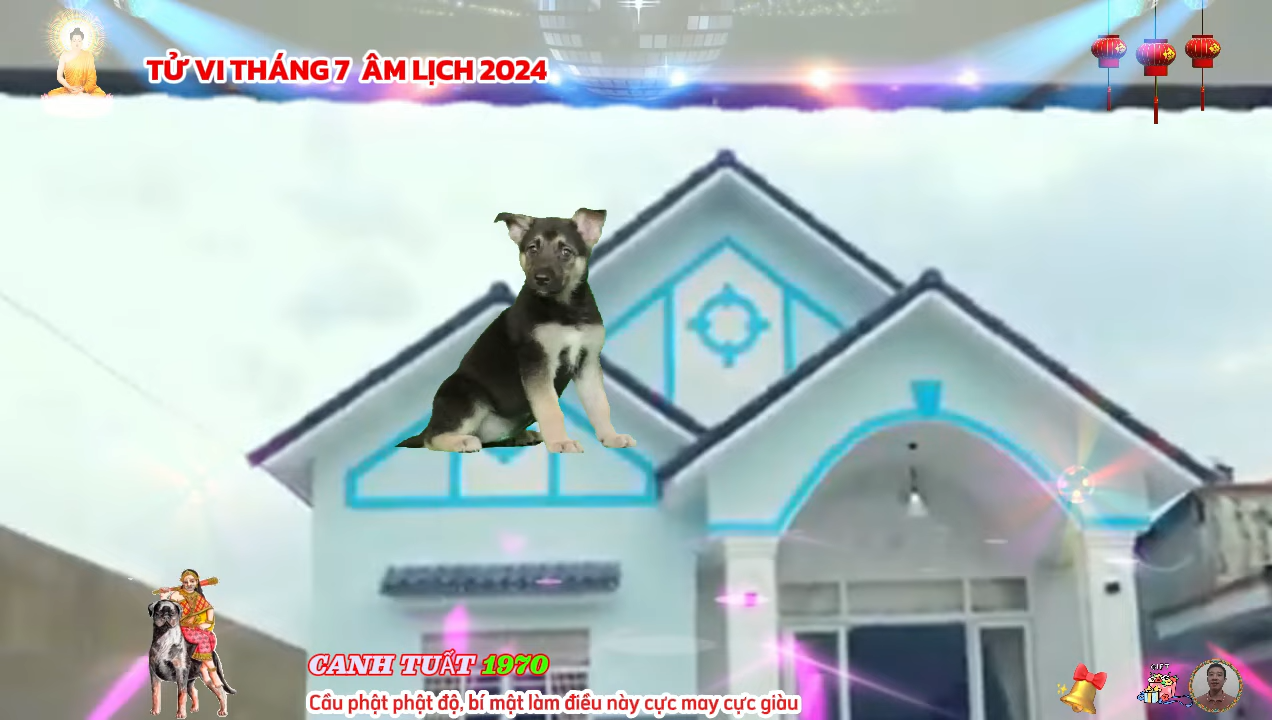 TỬ VI THÁNG 7 ÂM LỊCH 2024
CANH TUẤT 1970
Cầu phật phật độ, bí mật làm điều này cực may cực giàu
GIFT